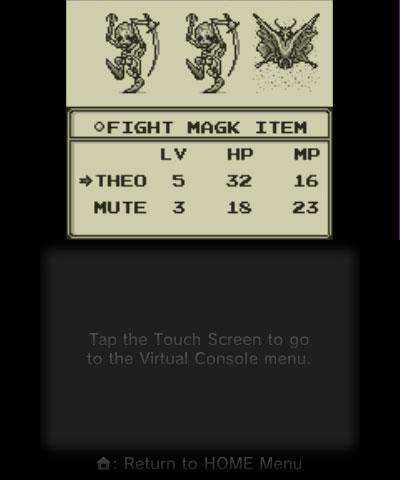 FIGHT MAGK ITEM
LV HP MP
THEO 5 32 16
MUTE 3 18 23
Tap the Touch Screen to go
to the Virtual Console menu.
: Return to HOME Menu